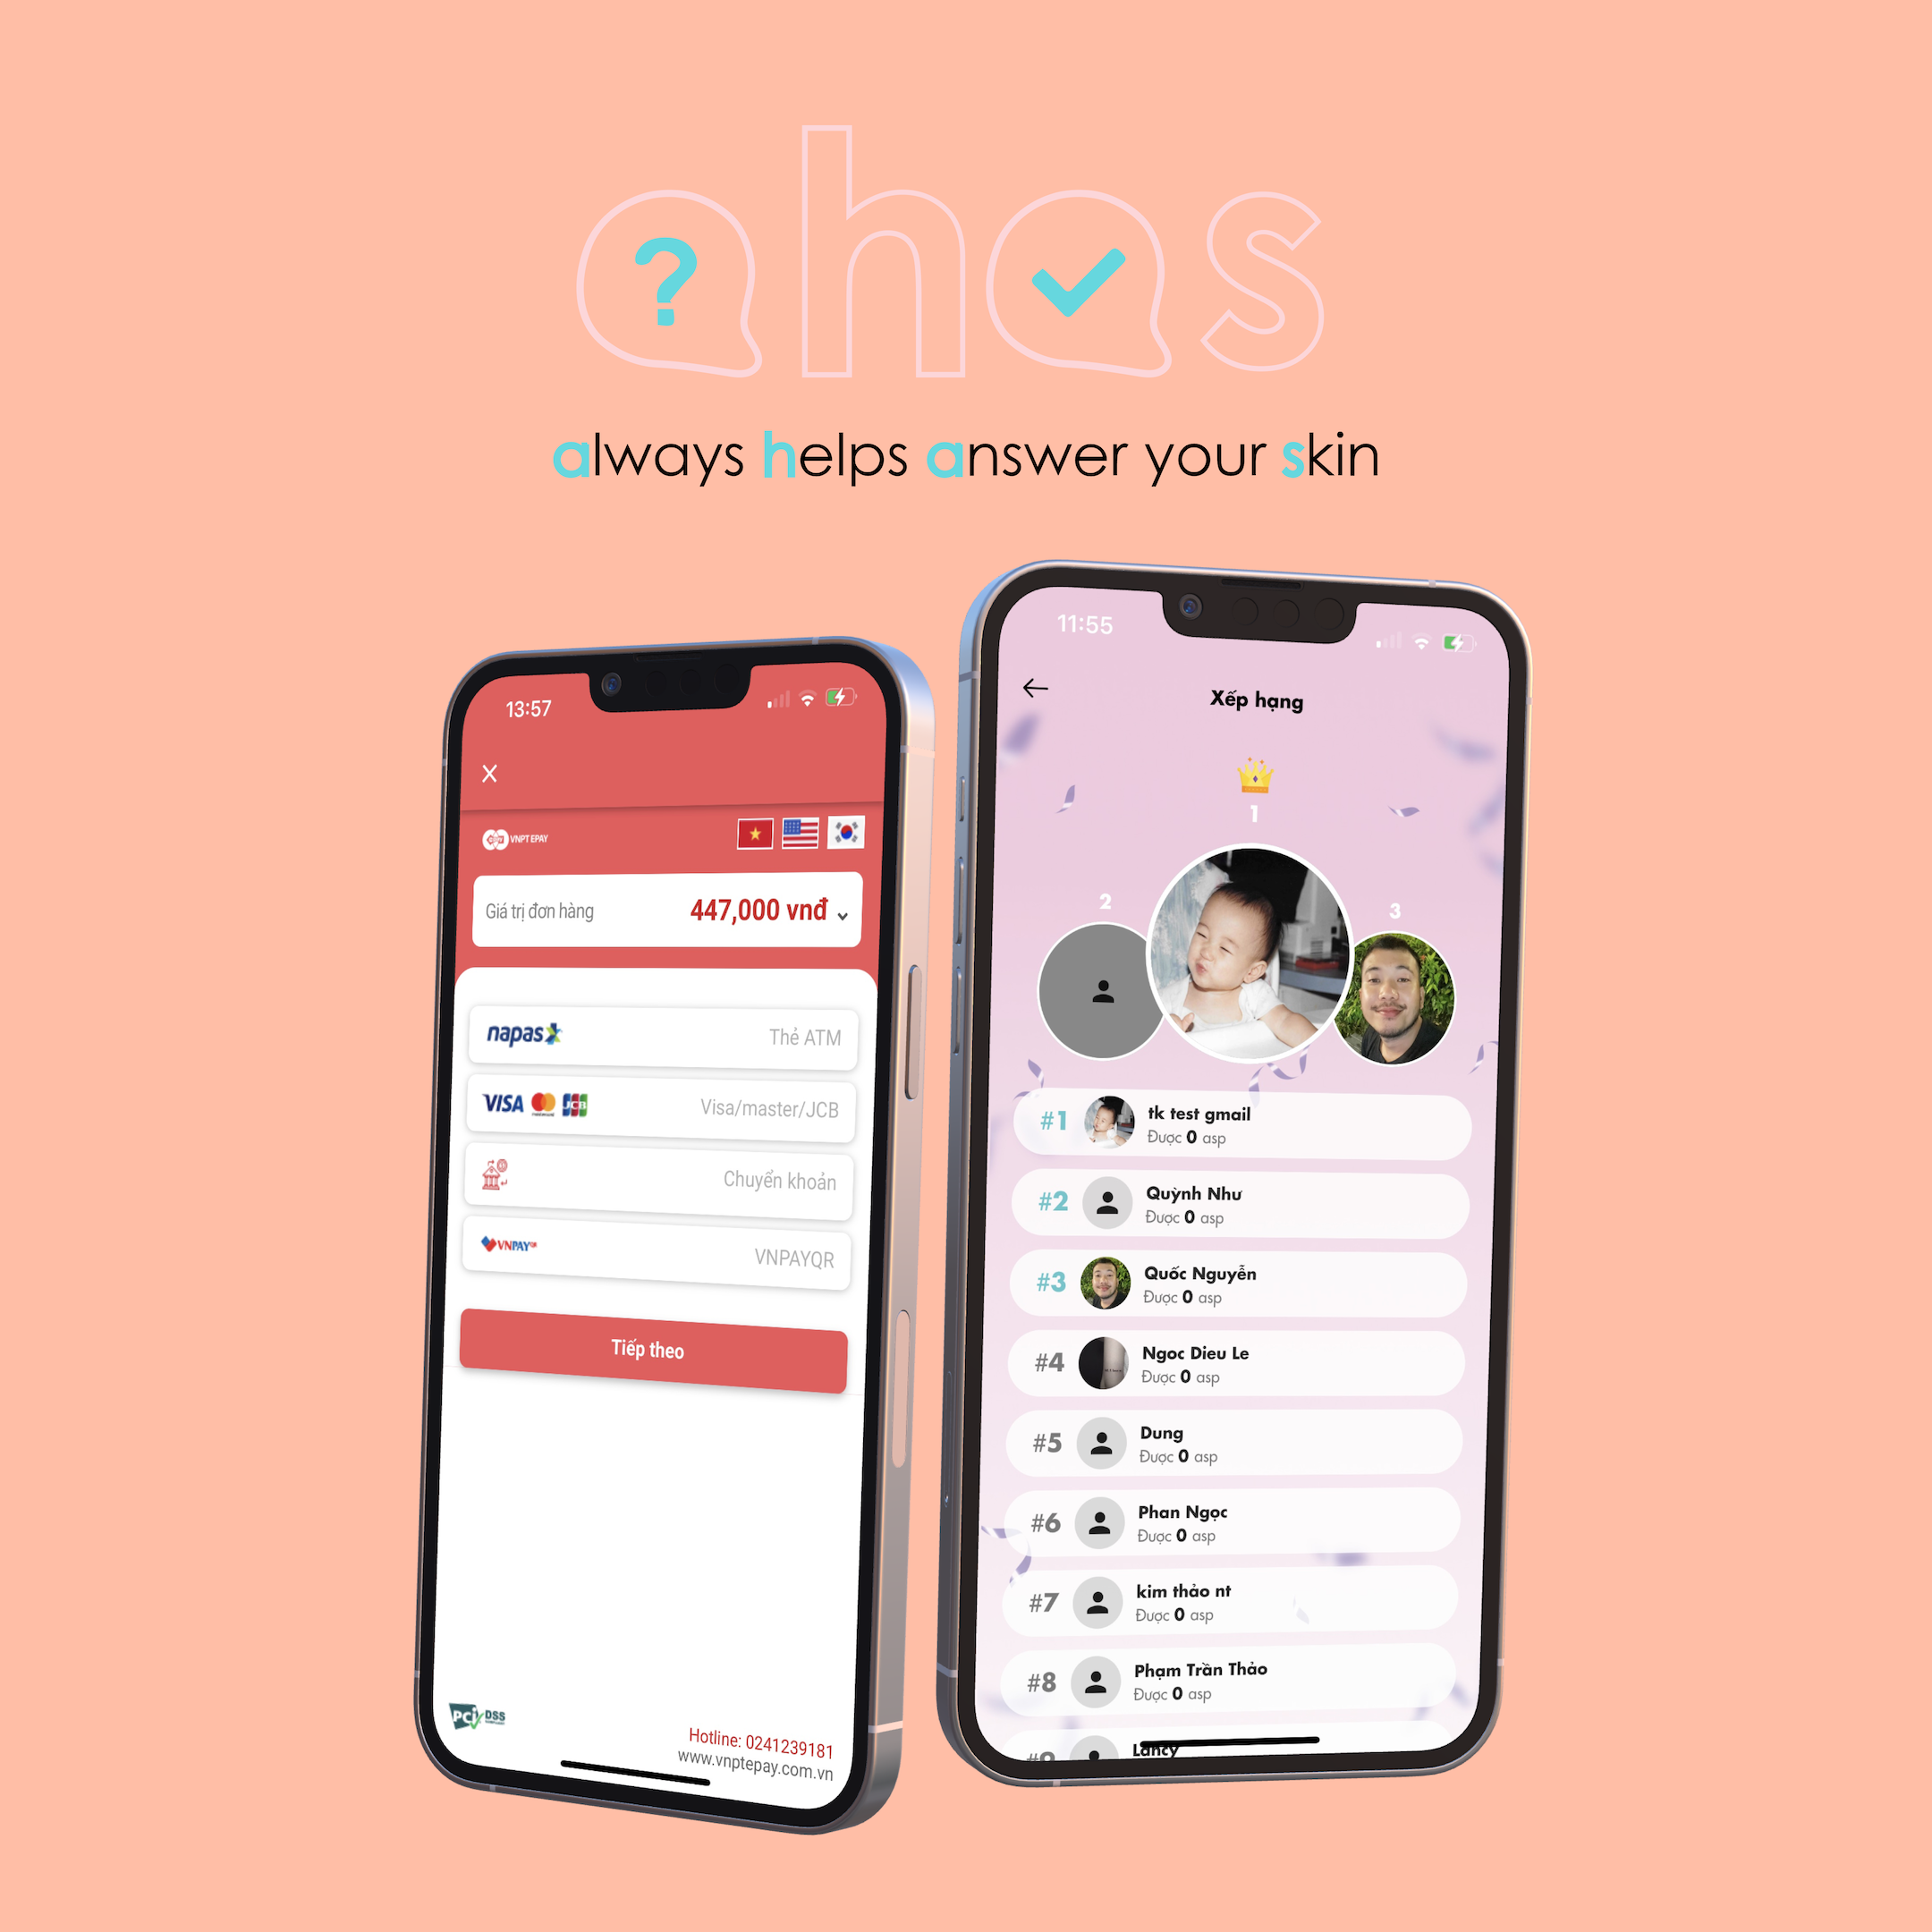 ahas
always helps answer your skin
13:57
VNPT EPAY
Giá trị đơn hàng 447,000 vnđ
napas Thẻ ATM
VISA JCB Visa/master/JCB
Chuyển khoản
VNPAYQR VNPAYQR
Tiếp theo
PCI DSS
Hotline: 0241239181
www.vnptepay.com.vn
11:55
Xếp hạng
1
2
3
#1 tk test gmail
Được 0 asp
#2 Quỳnh Như
Được 0 asp
#3 Quốc Nguyễn
Được 0 asp
#4 Ngoc Dieu Le
Được 0 asp
#5 Dung
Được 0 asp
#6 Phan Ngọc
Được 0 asp
#7 kim thảo nt
Được 0 asp
#8 Phạm Trần Thảo
Được 0 asp
#9 Lancy